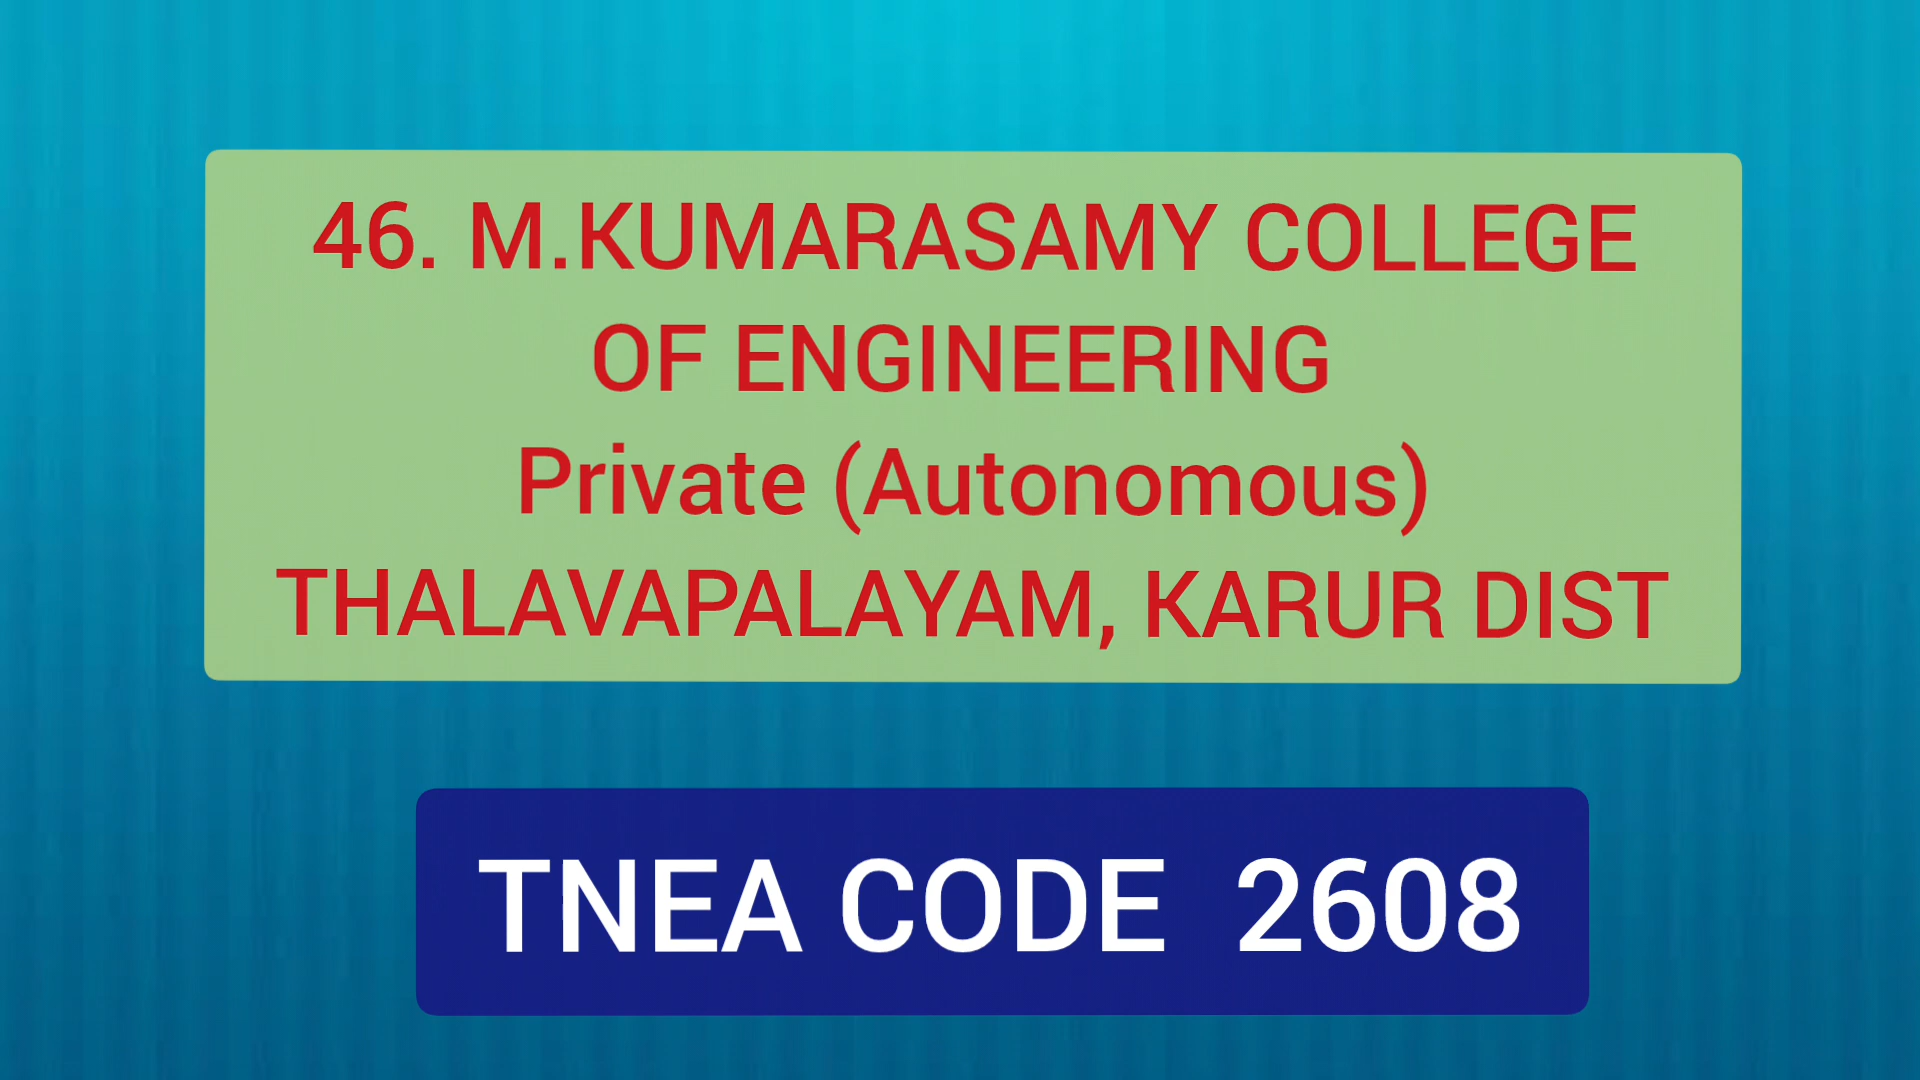 46. M.KUMARASAMY COLLEGE
OF ENGINEERING
Private (Autonomous)
THALAVAPALAYAM, KARUR DIST
TNEA CODE 2608